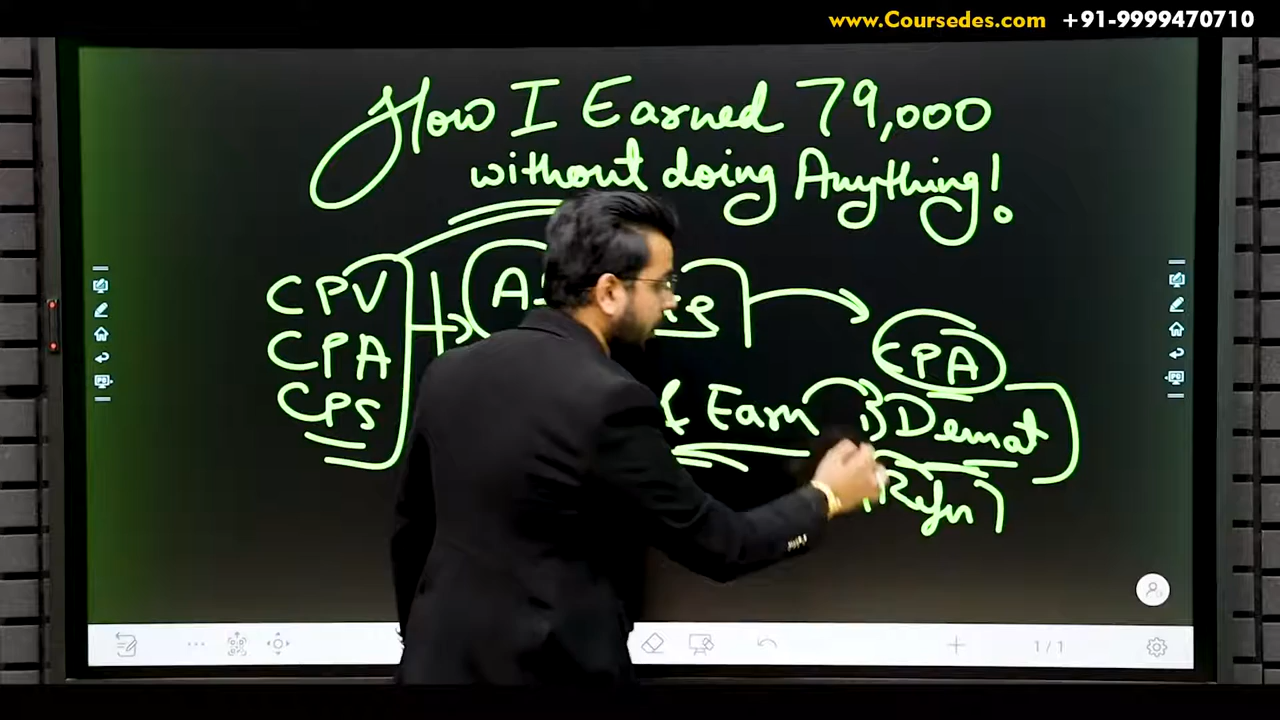 www.Coursedes.com +91-9999470710
How I Earned 79,000
without doing Anything!
CPV
CPA
CPS
CPA
Earn 1) Demat
(Refer)
1/1